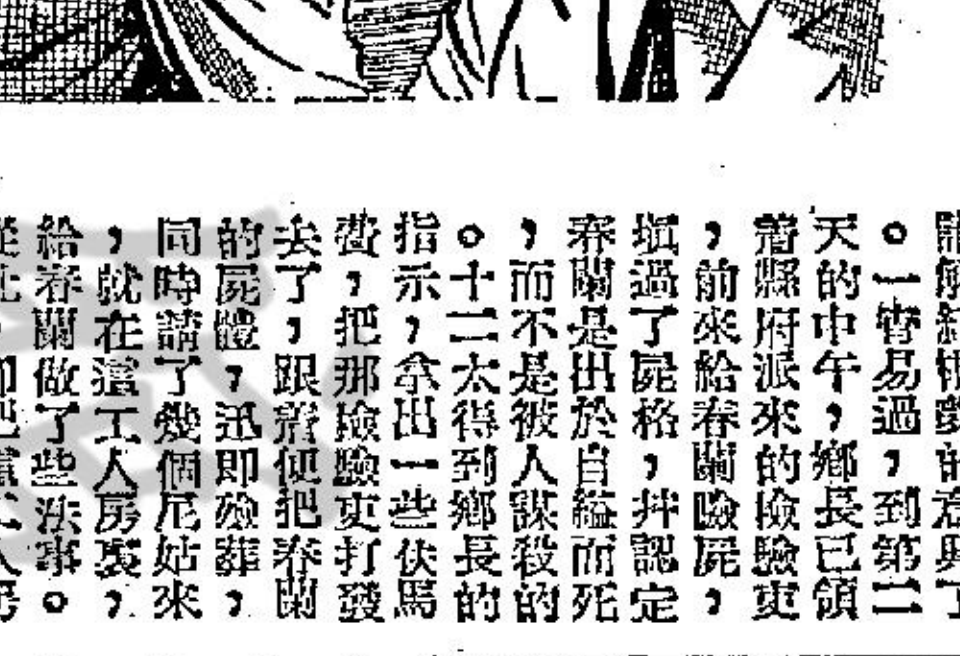 。一宵易過，到第二
天的中午，鄉長已領
着縣府派來的檢驗吏
，前來給春蘭驗屍，
塡過了屍格，幷認定
春蘭是出於自縊而死
，而不是被人謀殺的
。十二太得到鄉長的
指示，拿出一些伕馬
費，把那檢驗吏打發
去了，跟着便把春蘭
的屍體，迅即殮葬，
同時請了幾個尼姑來
，就在工人房裏，
給春蘭做了些法事。